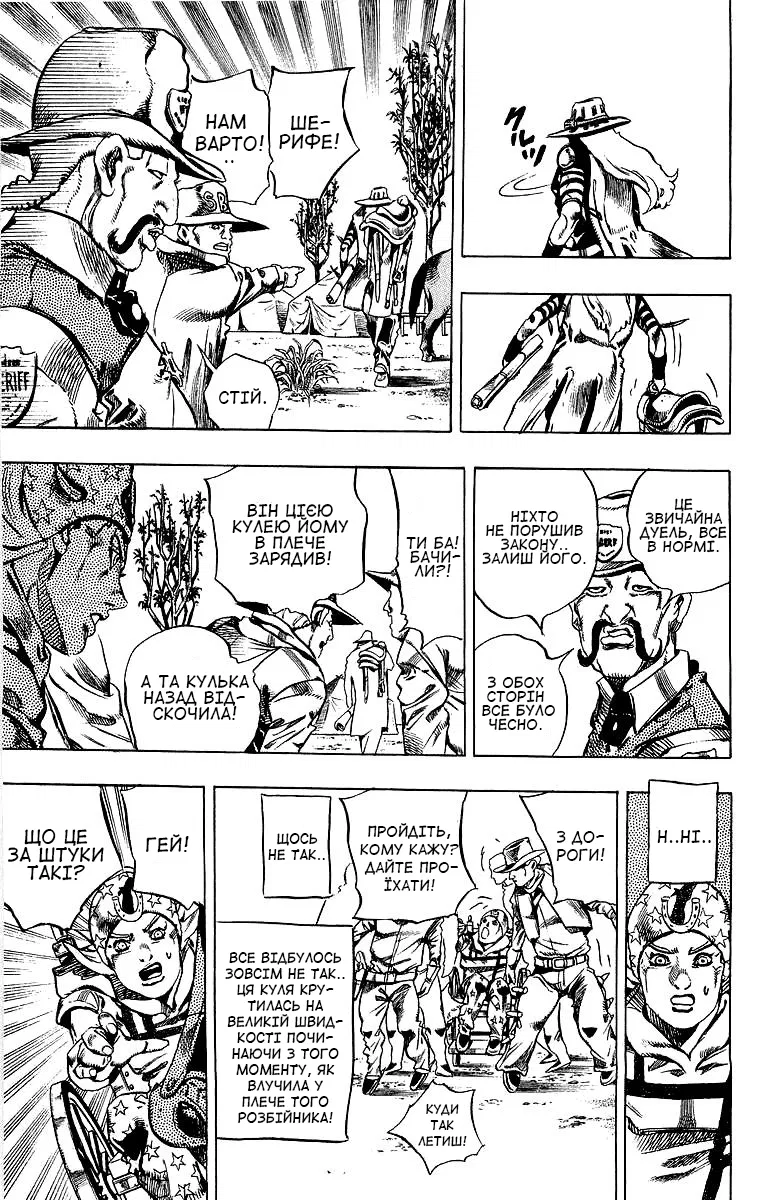 ШЕ-
РИФЕ!
НАМ
ВАРТО!
..
СТІЙ.
ЦЕ
ЗВИЧАЙНА
ДУЕЛЬ, ВСЕ
В НОРМІ.
НІХТО
НЕ ПОРУШИВ
ЗАКОНУ..
ЗАЛИШ ЙОГО.
З ОБОХ
СТОРІН
ВСЕ БУЛО
ЧЕСНО.
ТИ БА!
БАЧИ-
ЛИ?!
ВІН ЦІЄЮ
КУЛЕЮ ЙОМУ
В ПЛЕЧЕ
ЗАРЯДИВ!
А ТА КУЛЬКА
НАЗАД ВІД-
СКОЧИЛА!
Н..НІ..
З ДО-
РОГИ!
ПРОЙДІТЬ,
КОМУ КАЖУ?
ДАЙТЕ ПРО-
ЇХАТИ!
КУДИ
ТАК
ЛЕТИШ!
ЩОСЬ
НЕ ТАК..
ВСЕ ВІДБУЛОСЬ
ЗОВСІМ НЕ ТАК..
ЦЯ КУЛЯ КРУ-
ТИЛАСЬ НА
ВЕЛИКІЙ ШВИД-
КОСТІ ПОЧИ-
НАЮЧИ З ТОГО
МОМЕНТУ, ЯК
ВЛУЧИЛА У
ПЛЕЧЕ ТОГО
РОЗБІЙНИКА!
ГЕЙ!
ЩО ЦЕ
ЗА ШТУКИ
ТАКІ?